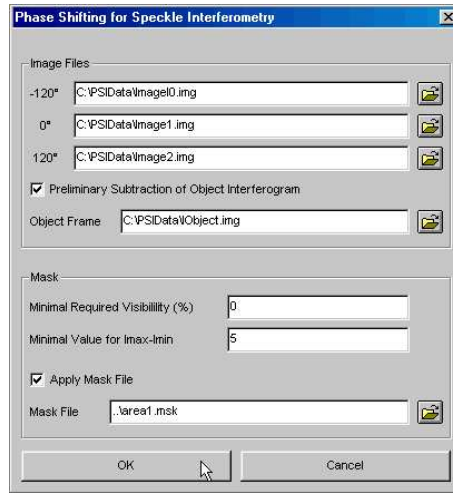 Phase Shifting for Speckle Interferometry
Image Files
-120° C:\PSIData\ImageI0.img
0° C:\PSIData\Image1.img
120° C:\PSIData\Image2.img
Preliminary Subtraction of Object Interferogram
Object Frame C:\PSIData\IObject.img
Mask
Minimal Required Visibilility (%) 0
Minimal Value for Imax-Imin 5
Apply Mask File
Mask File ..\area1.msk
OK Cancel